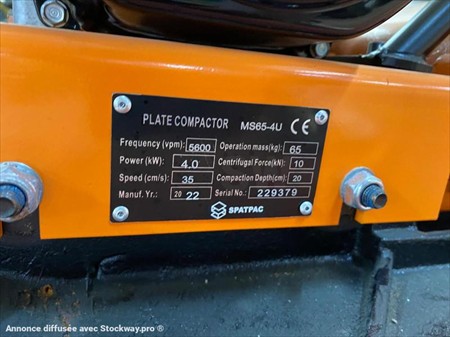 PLATE COMPACTOR MS65-4U CE
Frequency (vpm): 5600 Operation mass(kg): 65
Power (kW): 4.0 Centrifugal Force(kN): 10
Speed (cm/s): 35 Compaction Depth(cm): 20
Manuf. Yr.: 20 22 Serial No.: 229379
SPATPAC
Annonce diffusée avec Stockway.pro ®